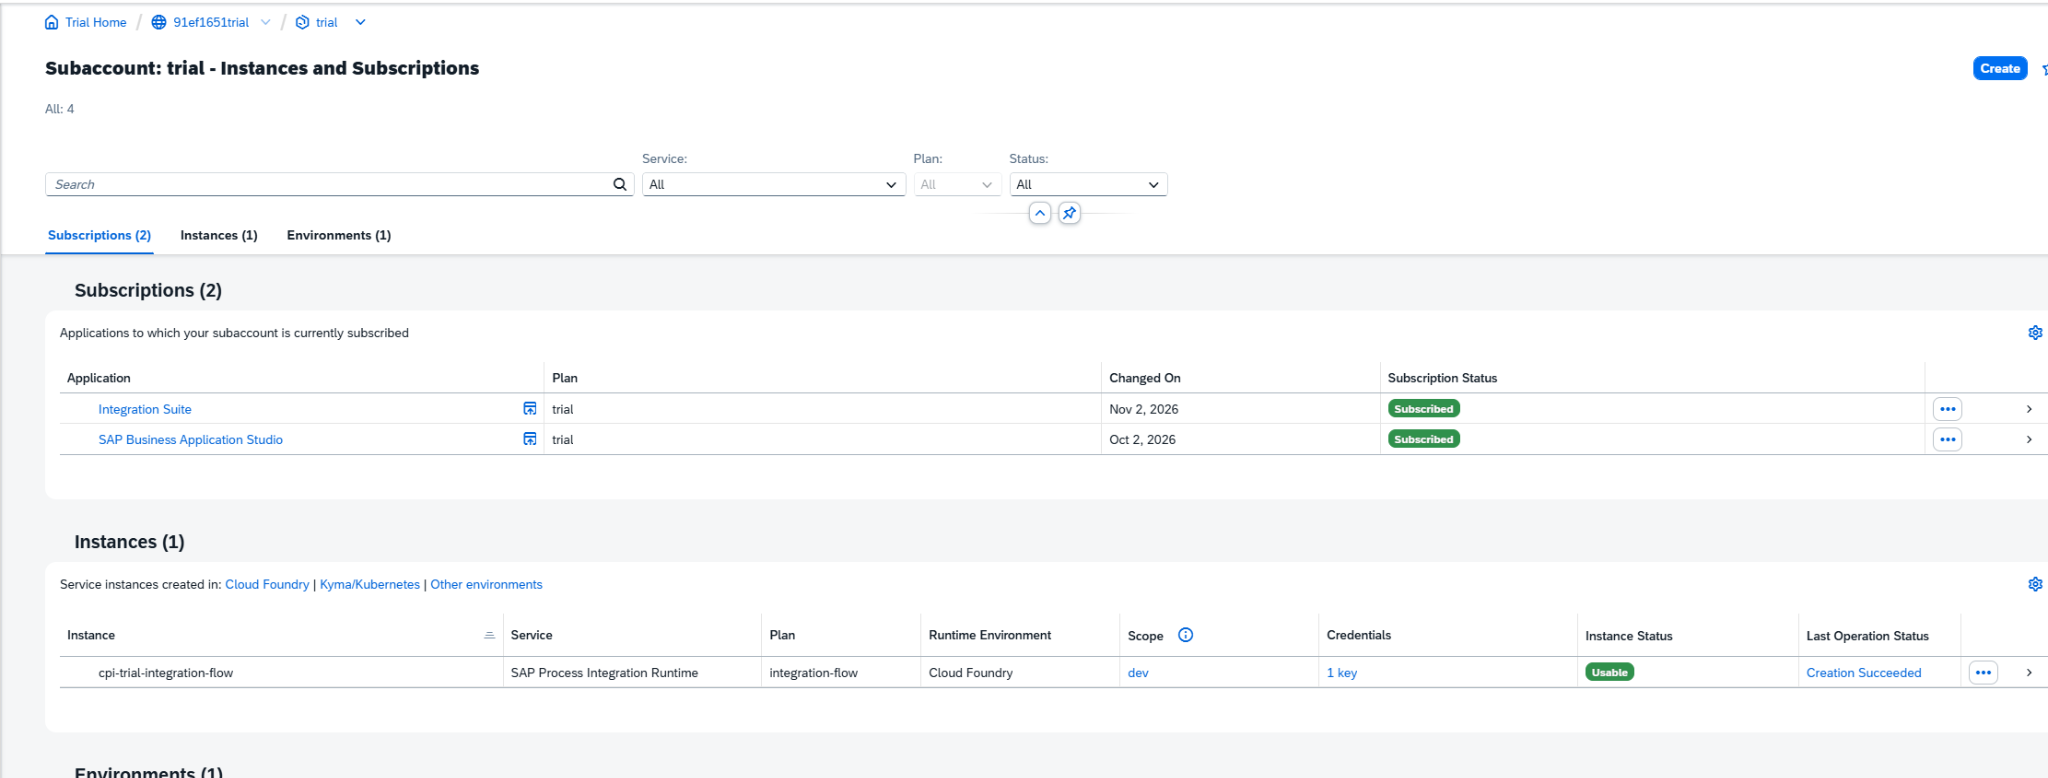 Trial Home / 91ef1651trial / trial
Subaccount: trial - Instances and Subscriptions
Create
All: 4
Service: Plan: Status:
Search All All All
Subscriptions (2) Instances (1) Environments (1)
Subscriptions (2)
Applications to which your subaccount is currently subscribed
Application Plan Changed On Subscription Status
Integration Suite trial Nov 2, 2026 Subscribed
SAP Business Application Studio trial Oct 2, 2026 Subscribed
Instances (1)
Service instances created in: Cloud Foundry | Kyma/Kubernetes | Other environments
Instance Service Plan Runtime Environment Scope Credentials Instance Status Last Operation Status
cpi-trial-integration-flow SAP Process Integration Runtime integration-flow Cloud Foundry dev 1 key Usable Creation Succeeded
Environments (1)